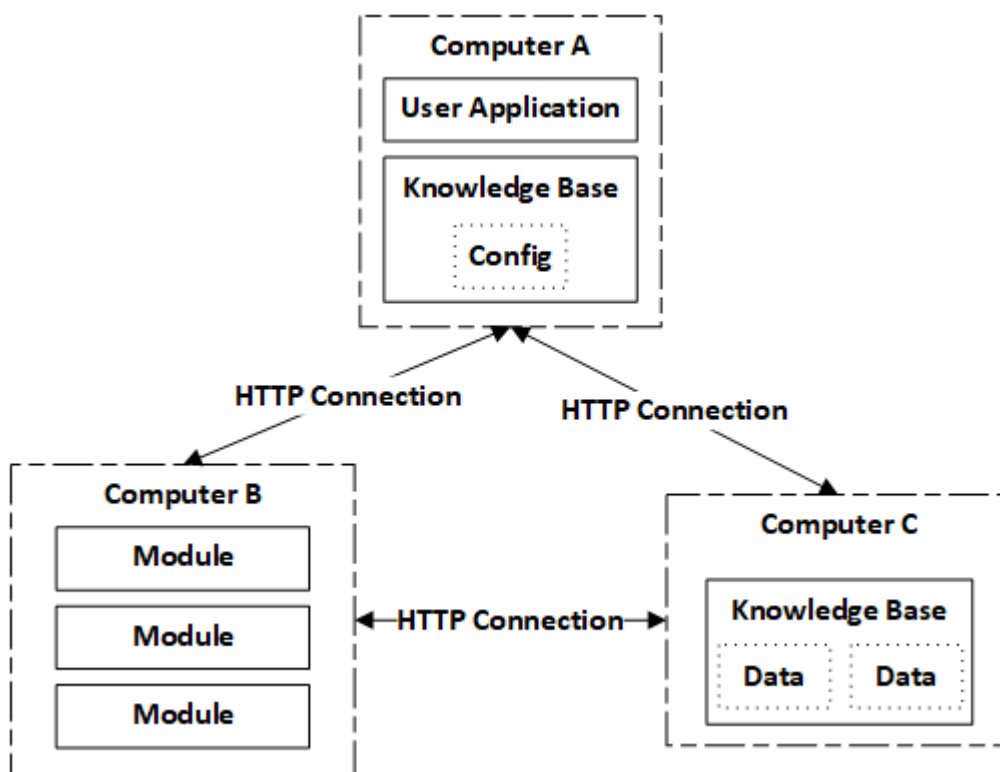 Computer A
User Application
Knowledge Base
Config
HTTP Connection
HTTP Connection
Computer B
Module
Module
Module
HTTP Connection
Computer C
Knowledge Base
Data
Data